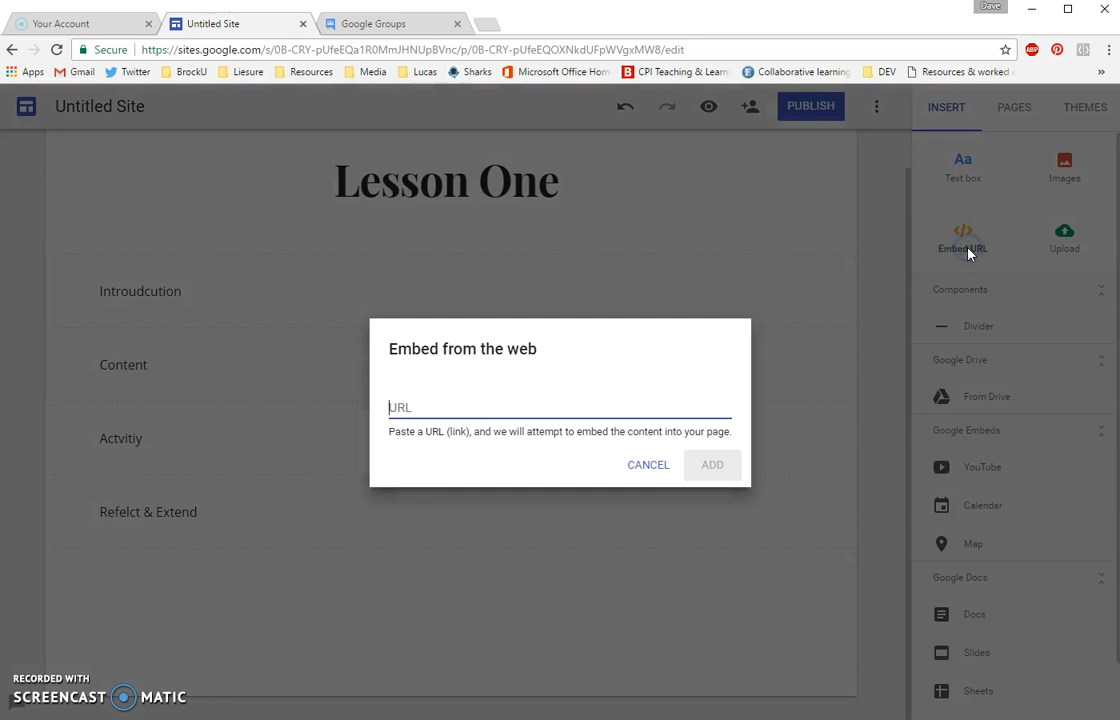 Dave
Your Account
Untitled Site
Google Groups
Secure
https://sites.google.com/s/0B-CRY-pUfeEQa1R0MmJHNUpBVnc/p/0B-CRY-pUfeEQOXNkdUFpWVgxMW8/edit
ABP
Apps
Gmail
Twitter
BrockU
Liesure
Resources
Media
Lucas
Sharks
Microsoft Office Hom
CPI Teaching & Learn
Collaborative learning
DEV
Resources & worked
Untitled Site
PUBLISH
INSERT
PAGES
THEMES
Lesson One
Aa
Text box
Images
Embed URL
Upload
Introudcution
Content
Actvitiy
Refelct & Extend
Embed from the web
URL
Paste a URL (link), and we will attempt to embed the content into your page.
CANCEL
ADD
Components
Divider
Google Drive
From Drive
Google Embeds
YouTube
Calendar
Map
Google Docs
Docs
Slides
Sheets
RECORDED WITH
SCREENCAST MATIC